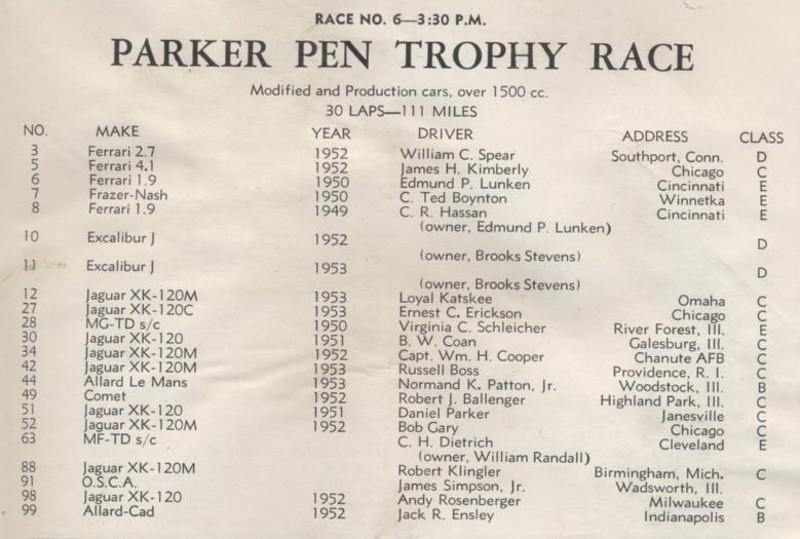 RACE NO. 6—3:30 P.M.
PARKER PEN TROPHY RACE
Modified and Production cars, over 1500 cc.
30 LAPS—111 MILES
NO. MAKE YEAR DRIVER ADDRESS CLASS
3 Ferrari 2.7 1952 William C. Spear Southport, Conn. D
5 Ferrari 4.1 1952 James H. Kimberly Chicago C
6 Ferrari 1.9 1950 Edmund P. Lunken Cincinnati E
7 Frazer-Nash 1950 C. Ted Boynton Winnetka E
8 Ferrari 1.9 1949 C. R. Hassan Cincinnati E
(owner, Edmund P. Lunken)
10 Excalibur J 1952 D
(owner, Brooks Stevens)
11 Excalibur J 1953 D
(owner, Brooks Stevens)
12 Jaguar XK-120M 1953 Loyal Katskee Omaha C
27 Jaguar XK-120C 1953 Ernest C. Erickson Chicago C
28 MG-TD s/c 1950 Virginia C. Schleicher River Forest, Ill. E
30 Jaguar XK-120 1951 B. W. Coan Galesburg, Ill. C
34 Jaguar XK-120M 1952 Capt. Wm. H. Cooper Chanute AFB C
42 Jaguar XK-120M 1953 Russell Boss Providence, R. I. C
44 Allard Le Mans 1953 Normand K. Patton, Jr. Woodstock, Ill. B
49 Comet 1952 Robert J. Ballenger Highland Park, Ill. C
51 Jaguar XK-120 1951 Daniel Parker Janesville C
52 Jaguar XK-120M 1952 Bob Gary Chicago C
63 MF-TD s/c C. H. Dietrich Cleveland E
(owner, William Randall)
88 Jaguar XK-120M Robert Klingler Birmingham, Mich. C
91 O.S.C.A. James Simpson, Jr. Wadsworth, Ill.
98 Jaguar XK-120 1952 Andy Rosenberger Milwaukee C
99 Allard-Cad 1952 Jack R. Ensley Indianapolis B